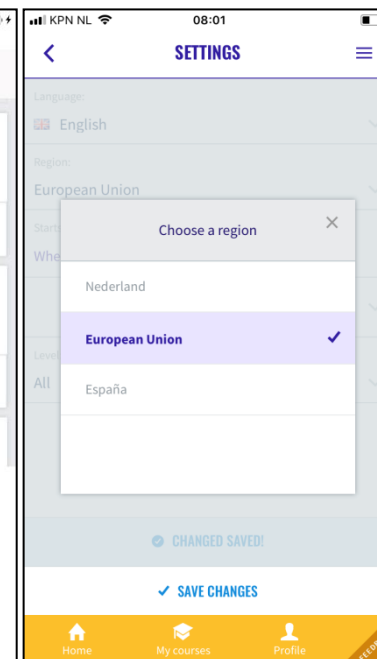 KPN NL 08:01
SETTINGS
Language:
English
Region:
European Union
Choose a region
Nederland
European Union
España
Level
All
CHANGED SAVED!
SAVE CHANGES
Home My courses Profile